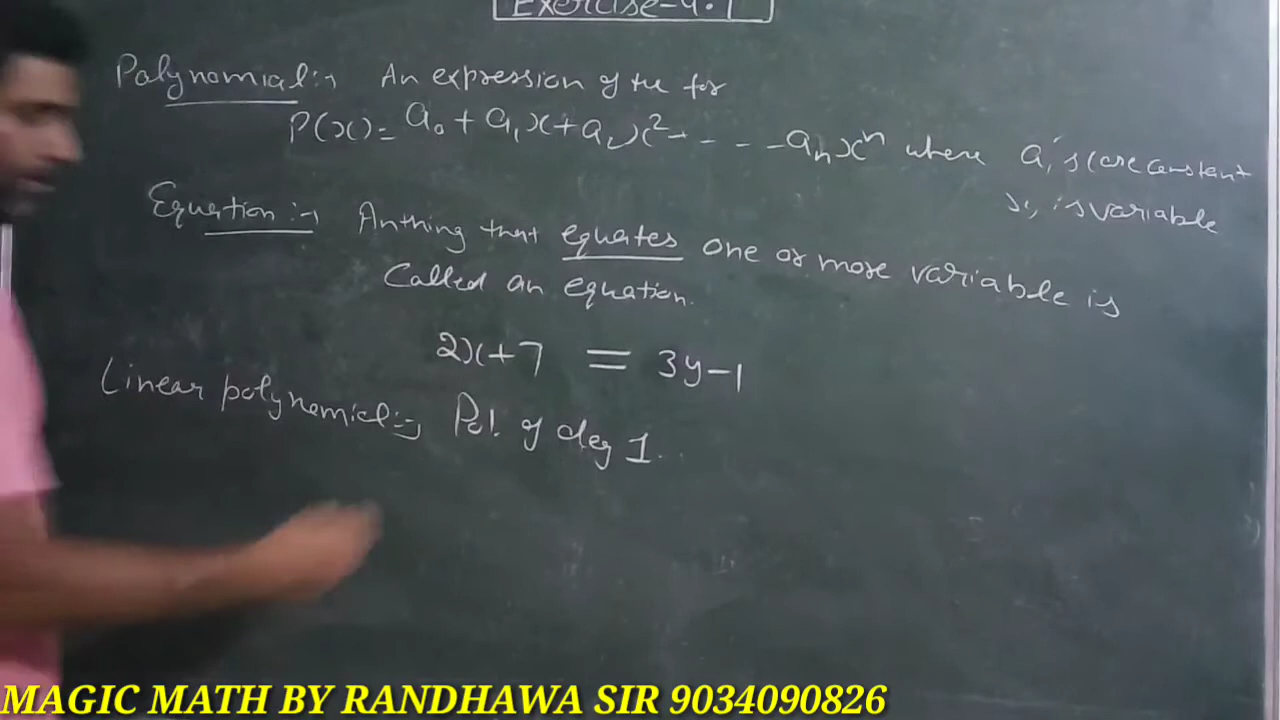 Exercise-4.1
Polynomial:- An expression of the for
P(x)= a₀ + a₁x + a₂x² - - - - aₙxⁿ where aᵢ's are constant
x, is variable
Equation:- Anthing that equates one or more variable is
Called an equation.
2x+7 = 3y-1
Linear polynomial:- Pol. of deg 1.
MAGIC MATH BY RANDHAWA SIR 9034090826